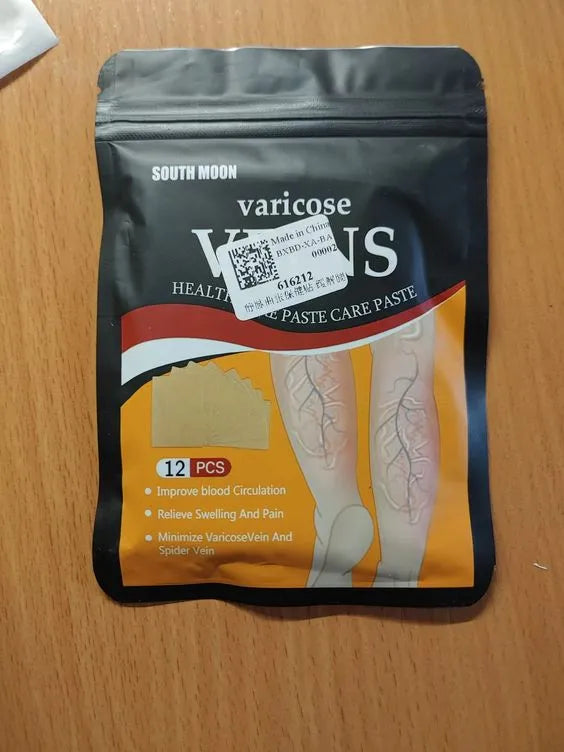 SOUTH MOON
varicose
Made in China
BXBD-XA-BA
00002
616212
HEALTH PASTE CARE PASTE
12 PCS
Improve blood Circulation
Relieve Swelling And Pain
Minimize VaricoseVein And
Spider Vein